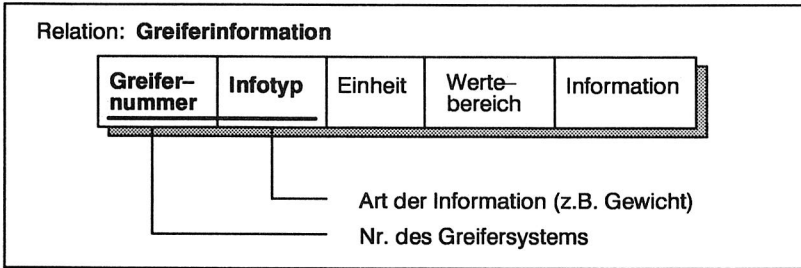 Relation: Greiferinformation
Greifer–
nummer
Infotyp
Einheit
Werte–
bereich
Information
Art der Information (z.B. Gewicht)
Nr. des Greifersystems